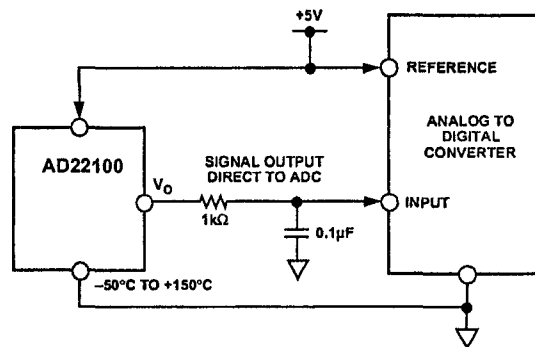 +5V
REFERENCE
ANALOG TO
DIGITAL
CONVERTER
AD22100
V_O
SIGNAL OUTPUT
DIRECT TO ADC
INPUT
1kΩ
0.1μF
–50°C TO +150°C